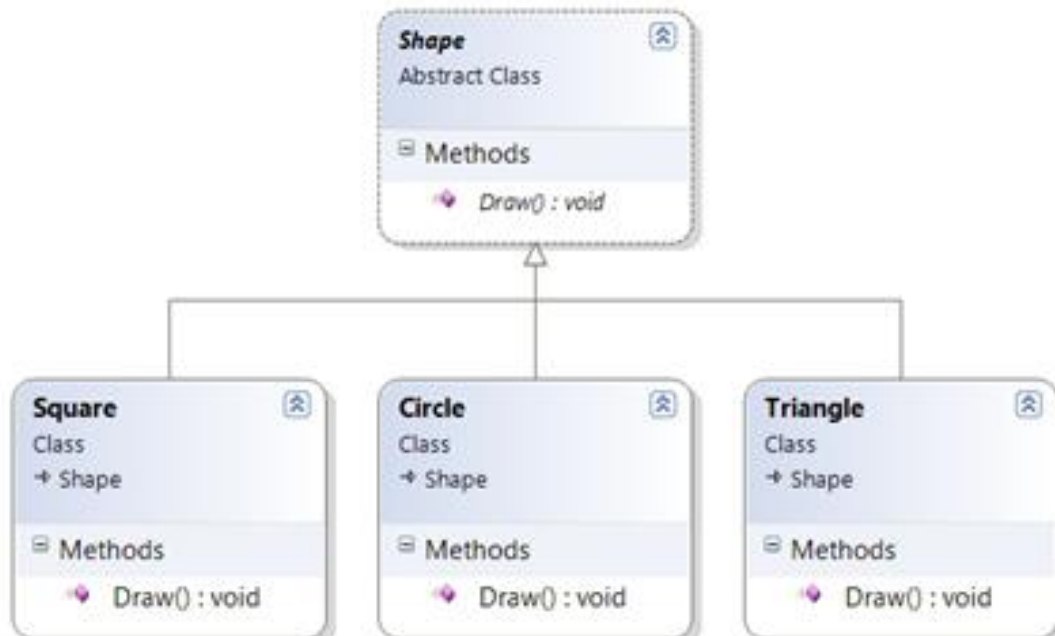 Shape
Abstract Class
Methods
Draw() : void
Square
Class
Shape
Methods
Draw() : void
Circle
Class
Shape
Methods
Draw() : void
Triangle
Class
Shape
Methods
Draw() : void